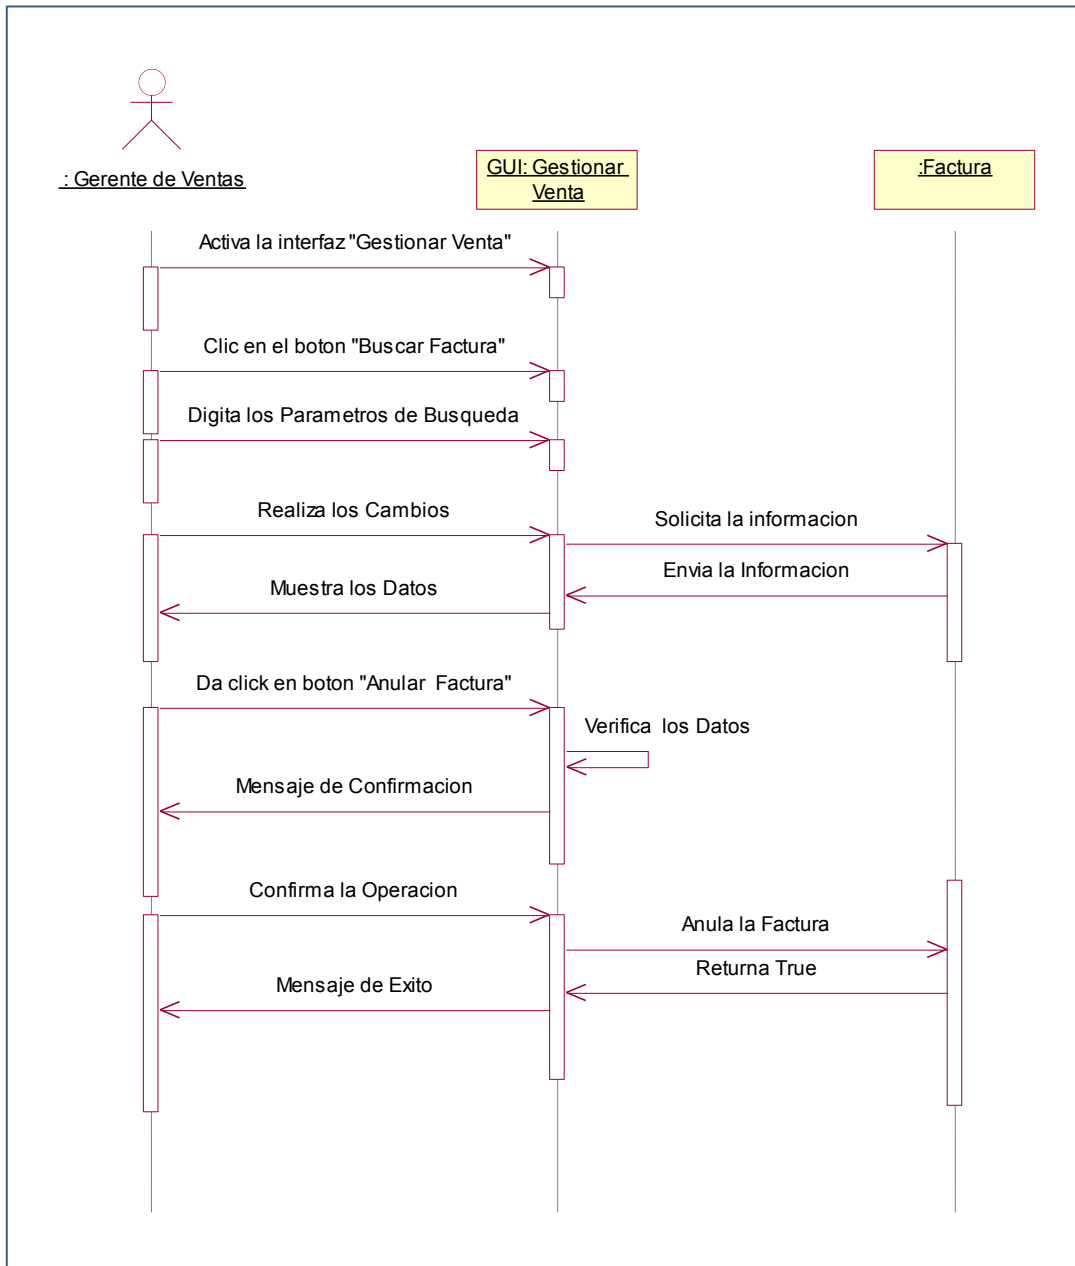 : Gerente de Ventas
GUI: Gestionar
Venta
:Factura
Activa la interfaz "Gestionar Venta"
Clic en el boton "Buscar Factura"
Digita los Parametros de Busqueda
Realiza los Cambios
Solicita la informacion
Envia la Informacion
Muestra los Datos
Da click en boton "Anular Factura"
Verifica los Datos
Mensaje de Confirmacion
Confirma la Operacion
Anula la Factura
Returna True
Mensaje de Exito